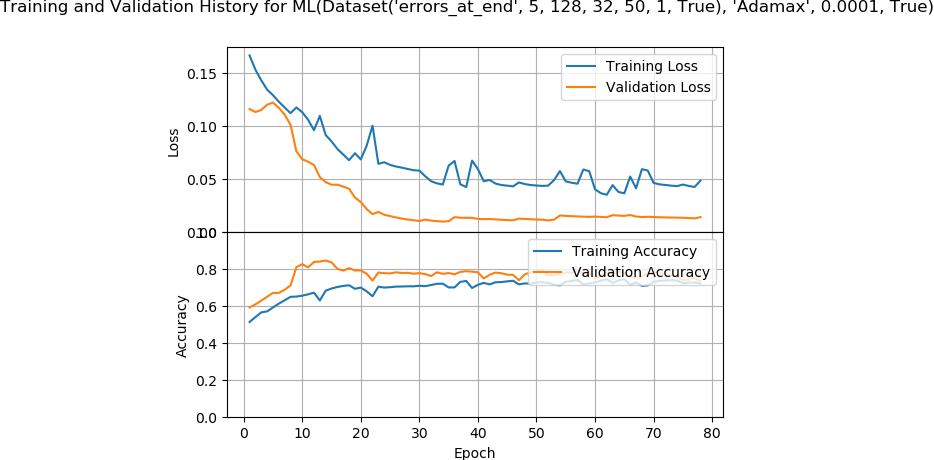 Training and Validation History for ML(Dataset('errors_at_end', 5, 128, 32, 50, 1, True), 'Adamax', 0.0001, True)
0.15
0.10
0.05
0.00
Loss
Training Loss
Validation Loss
1.0
0.8
0.6
0.4
0.2
0.0
Accuracy
Training Accuracy
Validation Accuracy
0 10 20 30 40 50 60 70 80
Epoch